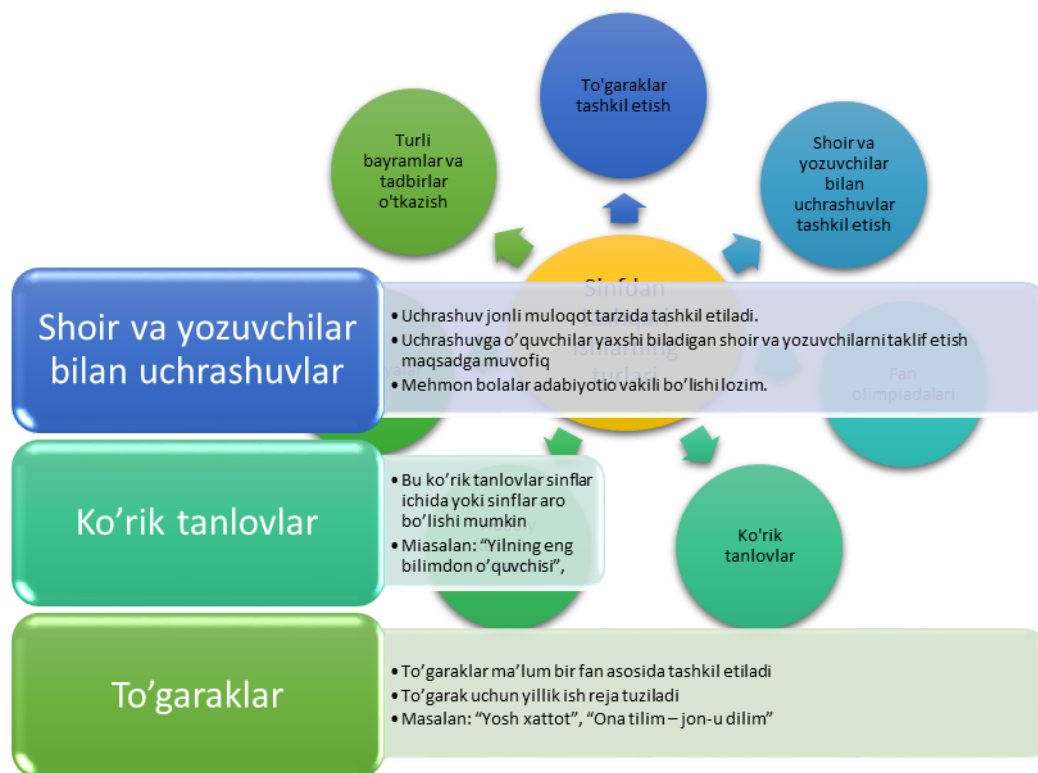 To'garaklar
tashkil etish
Turli
bayramlar va
tadbirlar
o'tkazish
Shoir va
yozuvchilar
bilan
uchrashuvlar
tashkil etish
Sinfdan
tashqari
ishlarning
turlari
Shoir va yozuvchilar
bilan uchrashuvlar
• Uchrashuv jonli muloqot tarzida tashkil etiladi.
• Uchrashuvga o’quvchilar yaxshi biladigan shoir va yozuvchilarni taklif etish
maqsadga muvofiq
• Mehmon bolalar adabiyotio vakili bo’lishi lozim.
Fan
olimpiadalari
Ko’rik tanlovlar
• Bu ko’rik tanlovlar sinflar
ichida yoki sinflar aro
bo’lishi mumkin
• Miasalan: “Yilning eng
bilimdon o’quvchisi”,
Ko'rik
tanlovlar
To’garaklar
• To’garaklar ma’lum bir fan asosida tashkil etiladi
• To’garak uchun yillik ish reja tuziladi
• Masalan: “Yosh xattot”, “Ona tilim – jon-u dilim”